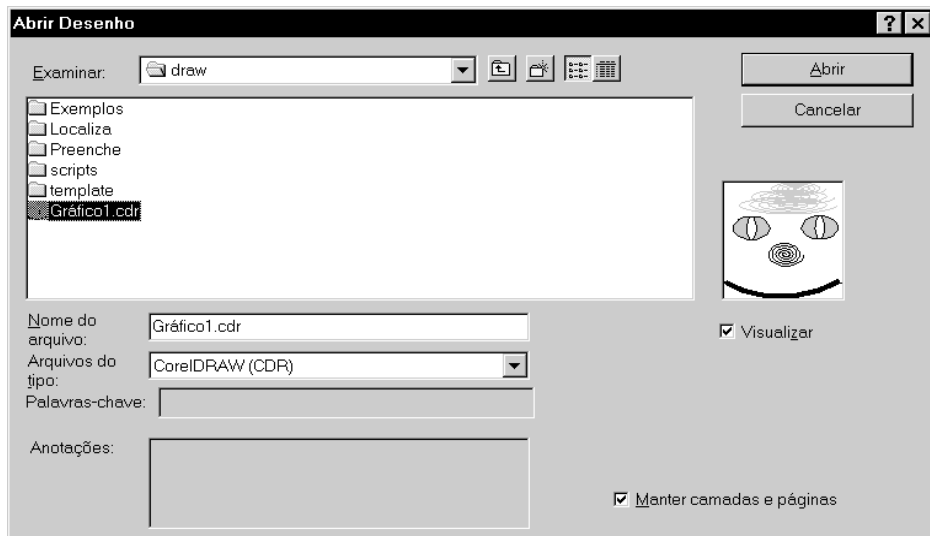 Abrir Desenho
Examinar: draw
Abrir
Cancelar
Exemplos
Localiza
Preenche
scripts
template
Gráfico1.cdr
Nome do
arquivo: Gráfico1.cdr
Visualizar
Arquivos do
tipo: CorelDRAW (CDR)
Palavras-chave:
Anotações:
Manter camadas e páginas